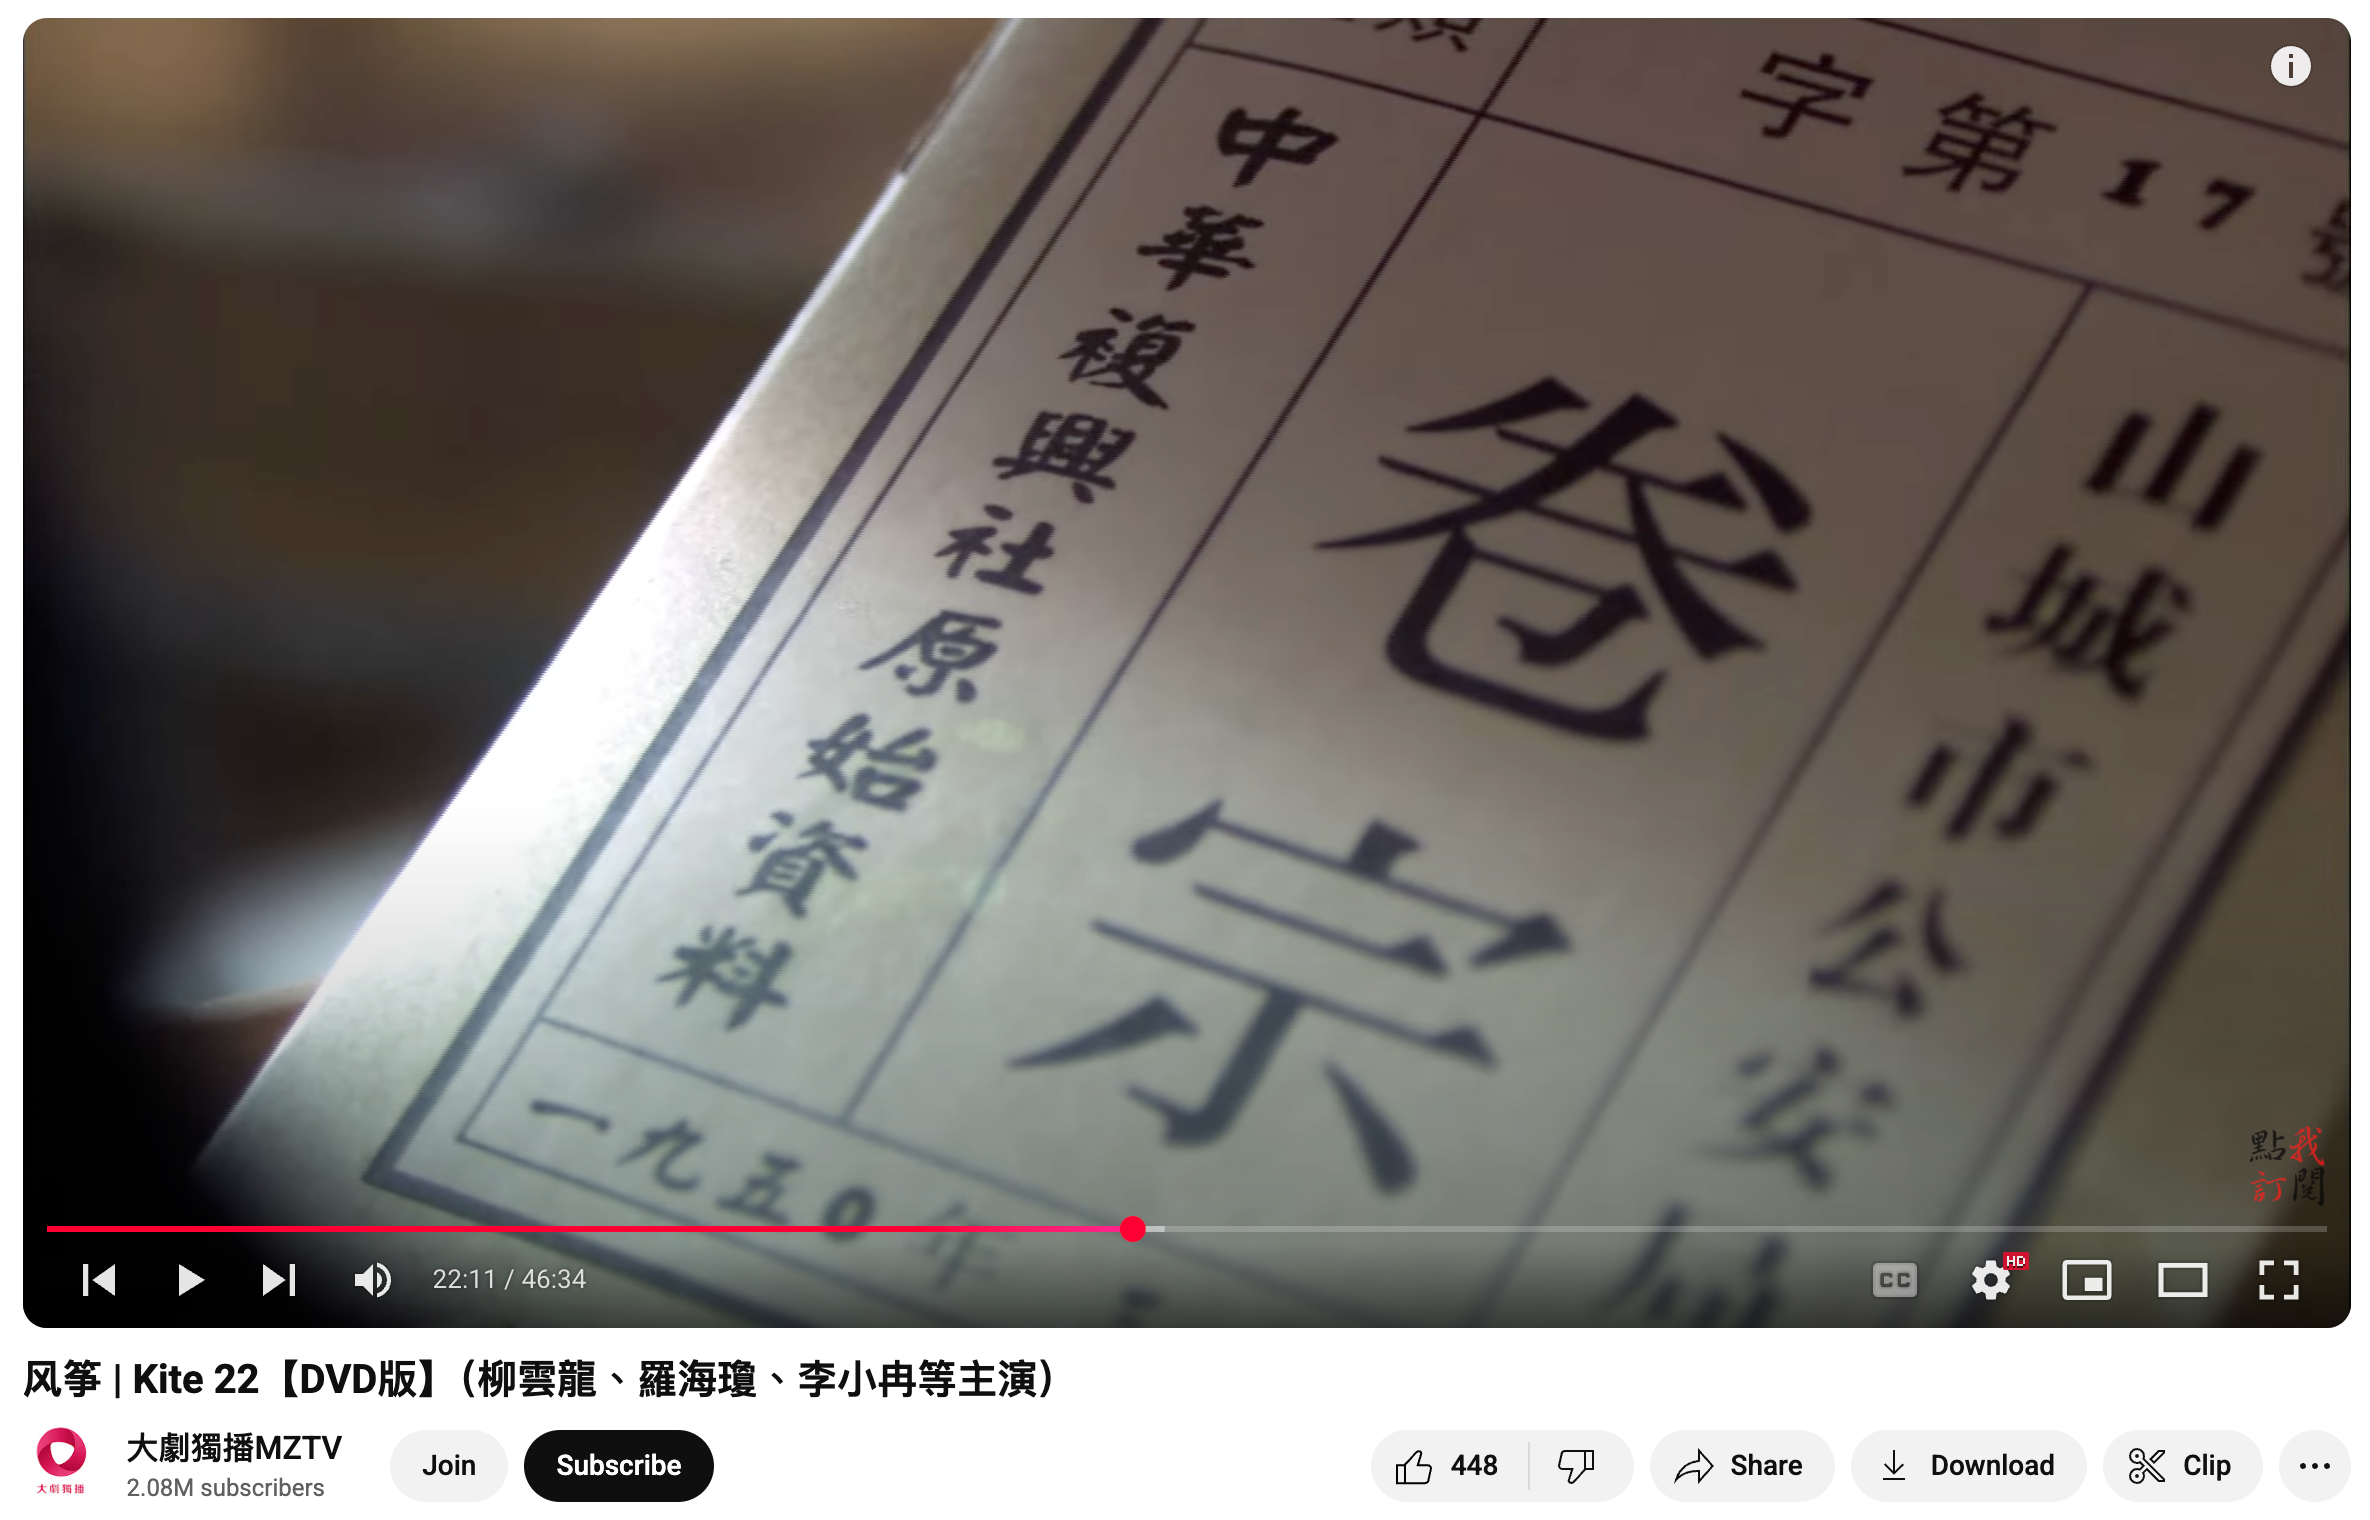 字第17號
山城市公安局
卷宗
中華複興社原始資料
一九五0年
點我
訂閱
HD
CC
22:11 / 46:34
风筝 | Kite 22【DVD版】（柳雲龍、羅海瓊、李小冉等主演）
大劇獨播
大劇獨播MZTV
2.08M subscribers
Join
Subscribe
448
Share
Download
Clip